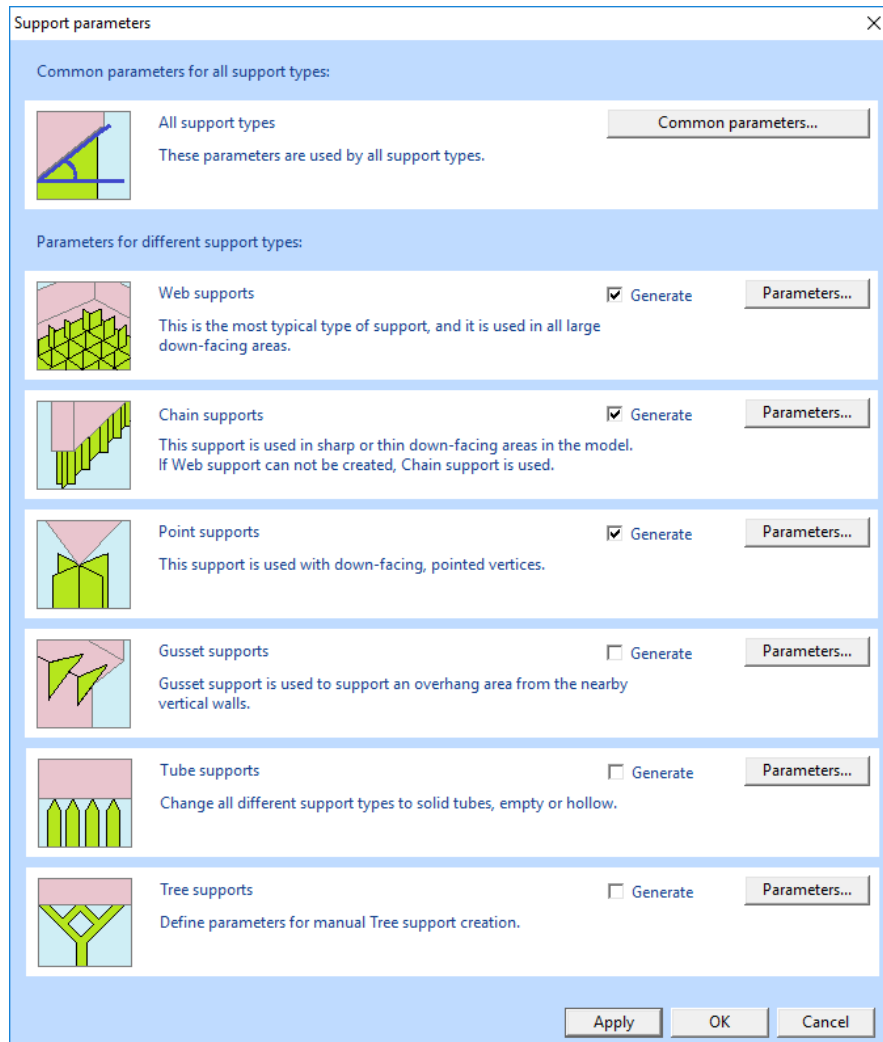 Support parameters
Common parameters for all support types:
All support types
Common parameters...
These parameters are used by all support types.
Parameters for different support types:
Web supports
Generate
Parameters...
This is the most typical type of support, and it is used in all large
down-facing areas.
Chain supports
Generate
Parameters...
This support is used in sharp or thin down-facing areas in the model.
If Web support can not be created, Chain support is used.
Point supports
Generate
Parameters...
This support is used with down-facing, pointed vertices.
Gusset supports
Generate
Parameters...
Gusset support is used to support an overhang area from the nearby
vertical walls.
Tube supports
Generate
Parameters...
Change all different support types to solid tubes, empty or hollow.
Tree supports
Generate
Parameters...
Define parameters for manual Tree support creation.
Apply
OK
Cancel